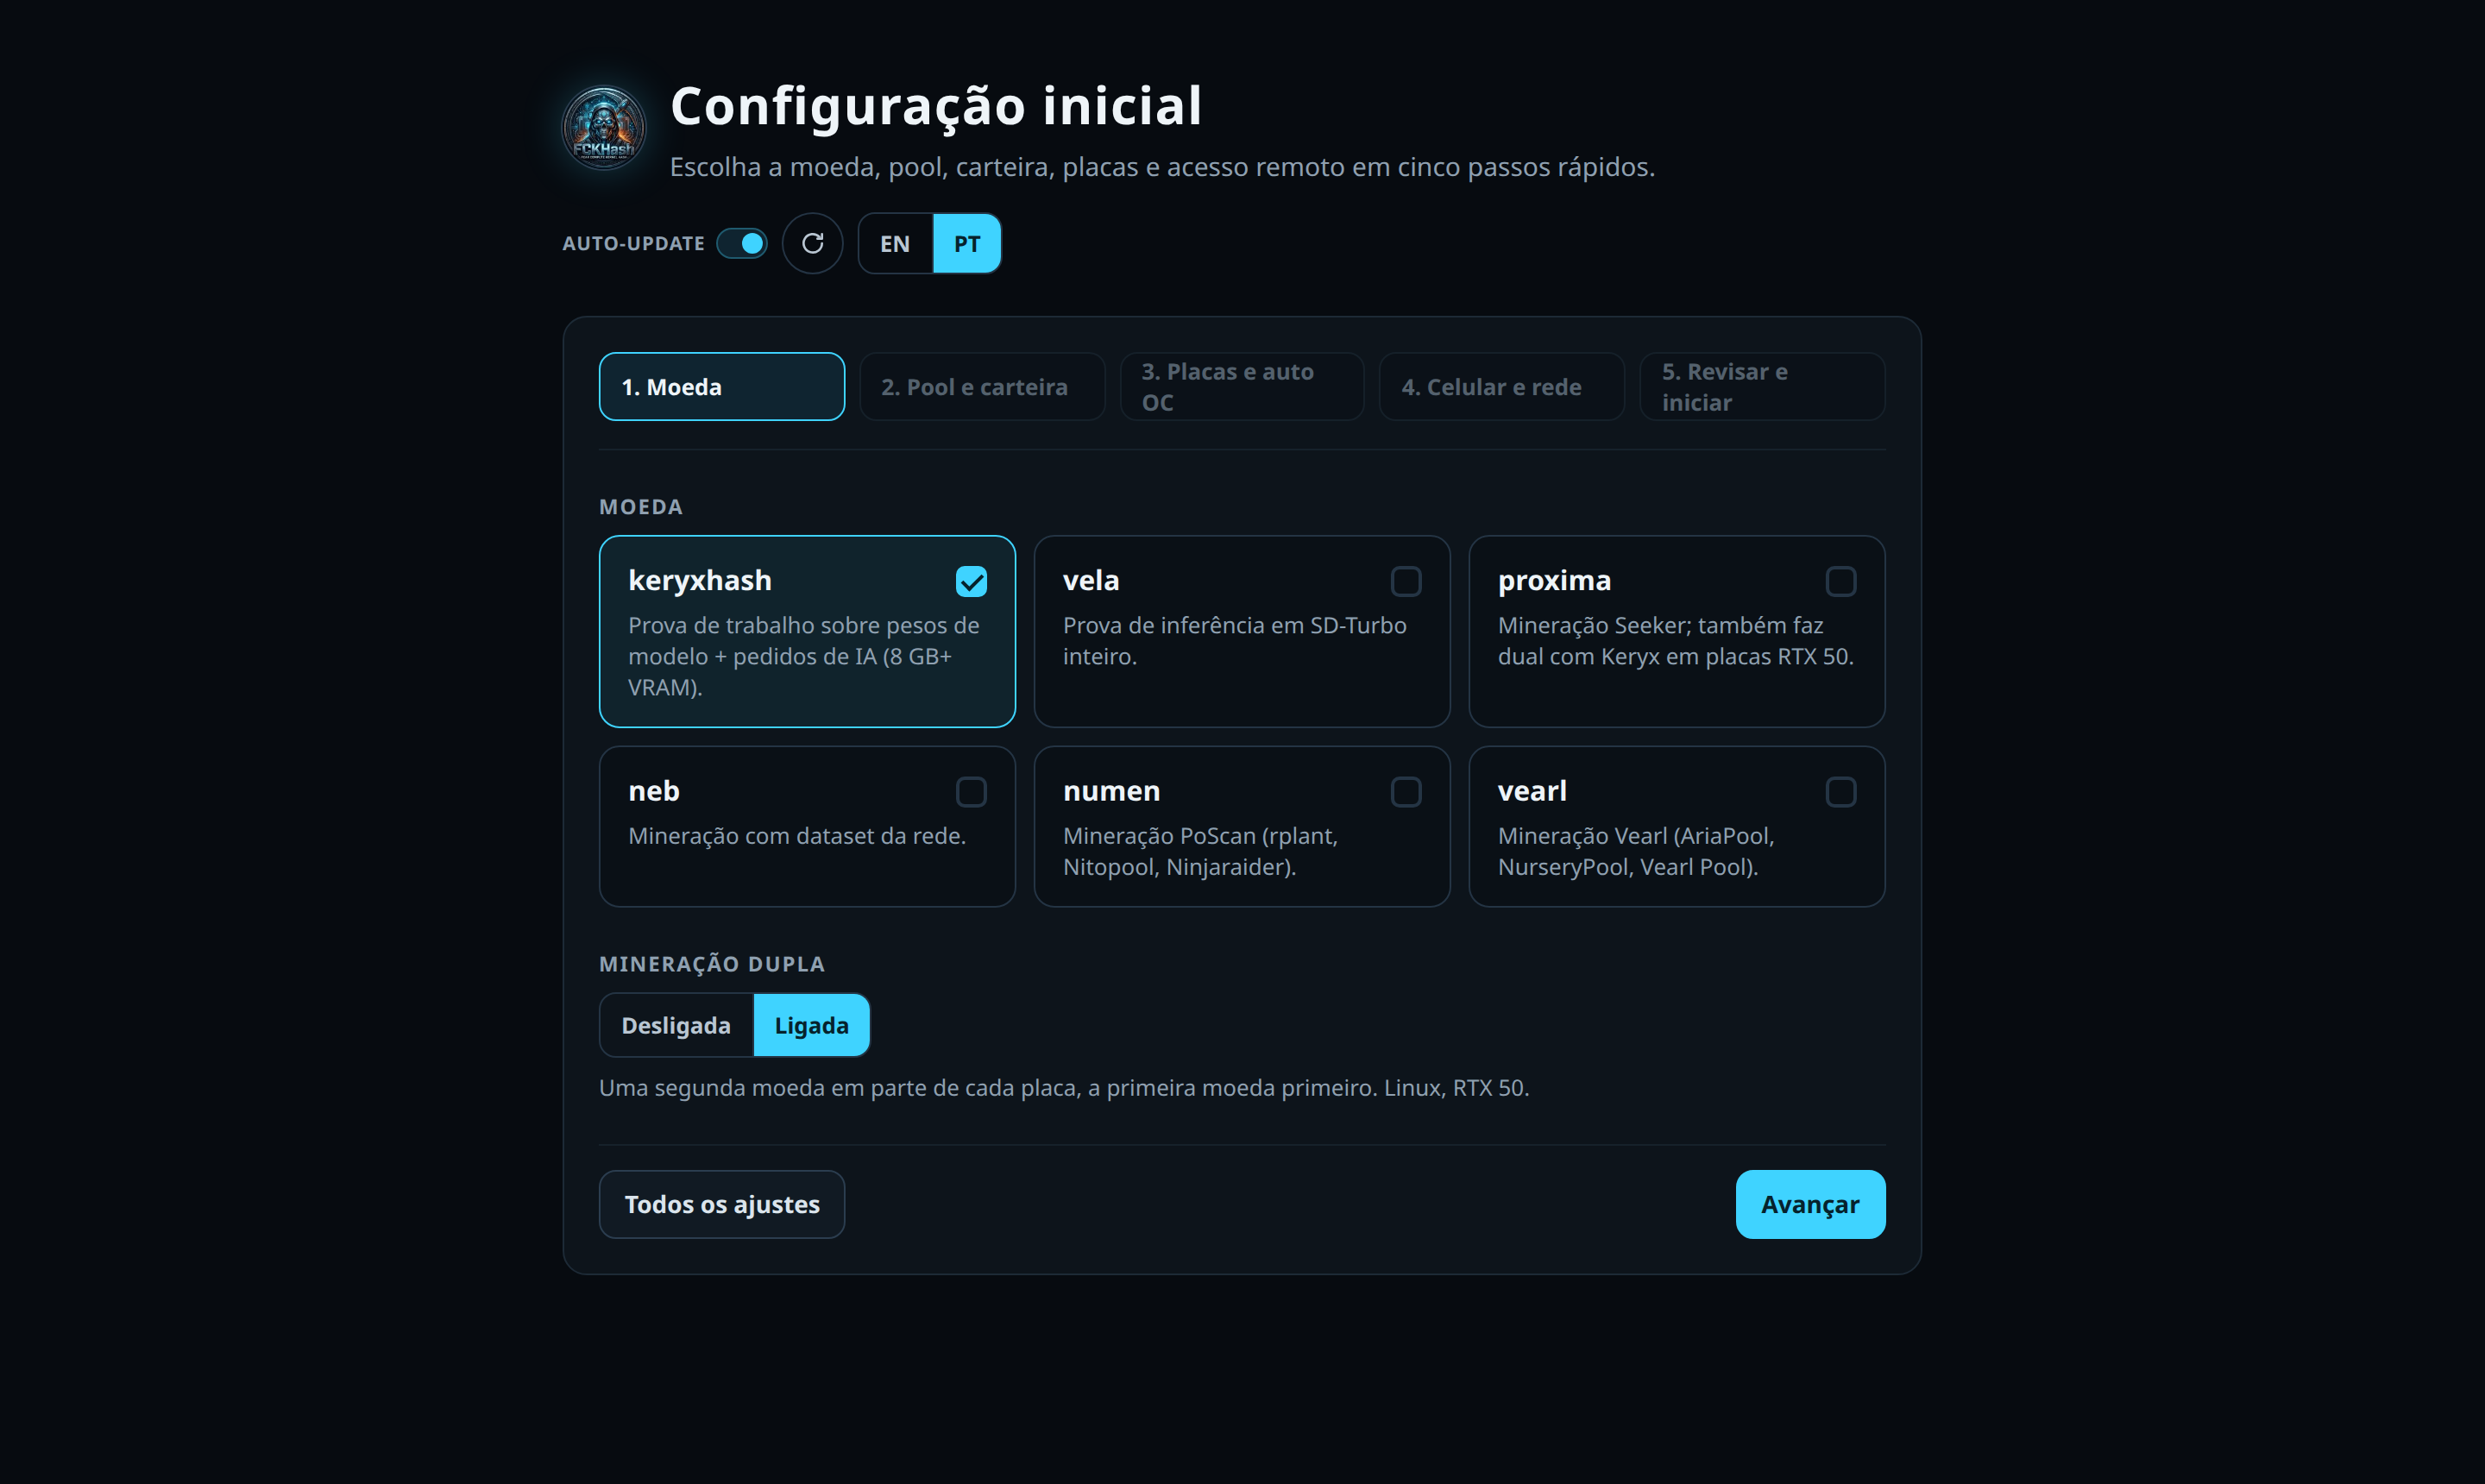 FCKHash
Configuração inicial
Escolha a moeda, pool, carteira, placas e acesso remoto em cinco passos rápidos.
AUTO-UPDATE
EN
PT
1. Moeda
2. Pool e carteira
3. Placas e auto
OC
4. Celular e rede
5. Revisar e
iniciar
MOEDA
keryxhash
Prova de trabalho sobre pesos de
modelo + pedidos de IA (8 GB+
VRAM).
vela
Prova de inferência em SD-Turbo
inteiro.
proxima
Mineração Seeker; também faz
dual com Keryx em placas RTX 50.
neb
Mineração com dataset da rede.
numen
Mineração PoScan (rplant,
Nitopool, Ninjaraider).
vearl
Mineração Vearl (AriaPool,
NurseryPool, Vearl Pool).
MINERAÇÃO DUPLA
Desligada
Ligada
Uma segunda moeda em parte de cada placa, a primeira moeda primeiro. Linux, RTX 50.
Todos os ajustes
Avançar